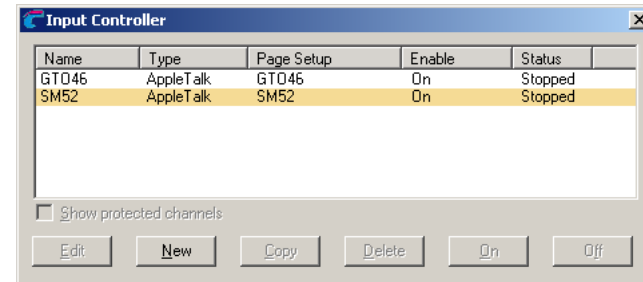 Input Controller
Name Type Page Setup Enable Status
GTO46 AppleTalk GTO46 On Stopped
SM52 AppleTalk SM52 On Stopped
Show protected channels
Edit New Copy Delete On Off